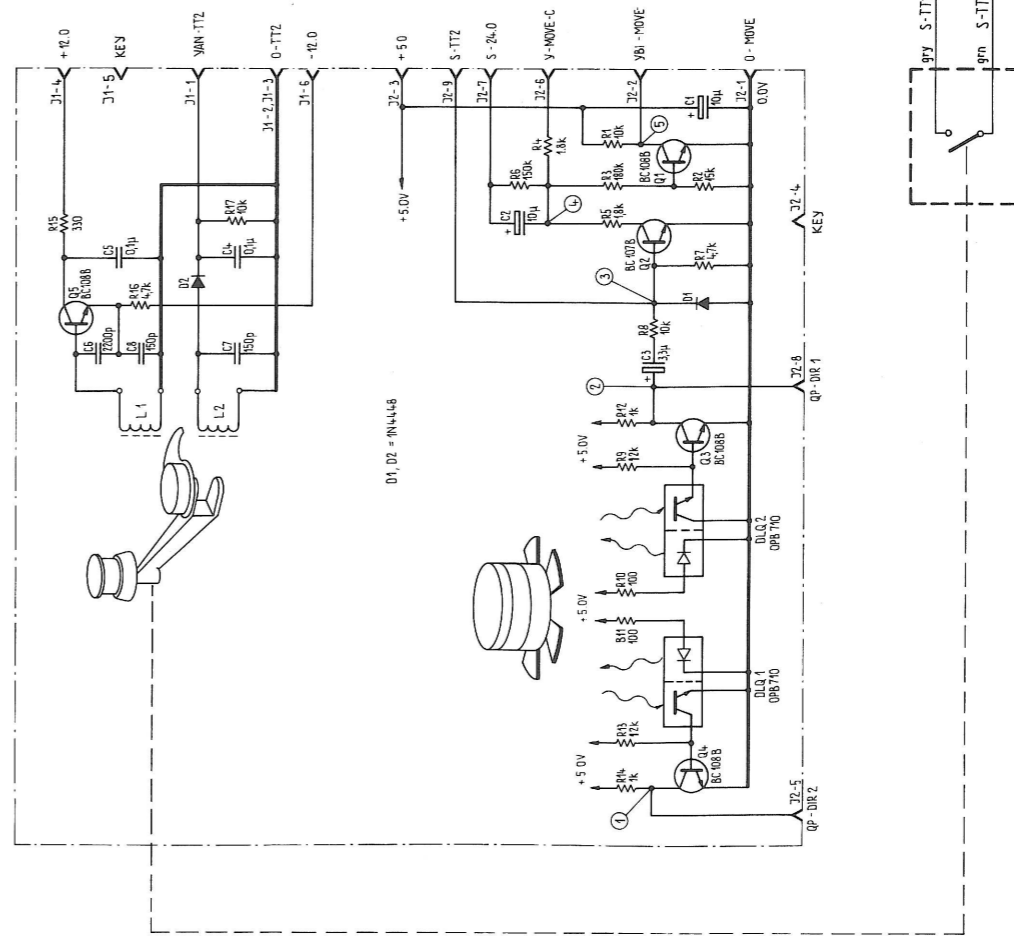 +12.0
KEY
YAN-TT2
0-TT2
-12.0
+5.0
S-TT2
S-24.0
Y-MOVE-C
YBI-MOVE
0-MOVE
J1-4
J1-5
J1-1
J1-2,J1-3
J1-6
J2-3
J2-9
J2-7
J2-6
J2-2
J2-1
0.0V
gry S-TT
grn S-TT
R15
330
C5
0,1µ
Q5
BC108B
R16
4,7k
C6
2200p
C8
150p
L1
R17
10k
C4
0,1µ
D2
C7
150p
L2
D1, D2 = 1N4448
+5.0V
C1
10µ
R1
10k
5
BC108B
Q1
R4
1.8k
R6
150k
R3
180k
R2
15k
C2
10µ
4
R5
1,8k
BC107B
Q2
R7
4,7k
3
D1
R8
10k
C3
3,3µ
2
J2-4
KEY
J2-8
QP-DIR 1
R12
1k
+5.0V
R9
12k
Q3
BC108B
DLQ 2
OPB 710
R10
100
+5.0V
B11
100
DLQ 1
OPB 710
R13
12k
+5 0V
R14
1k
Q4
BC108B
1
J2-5
QP-DIR 2